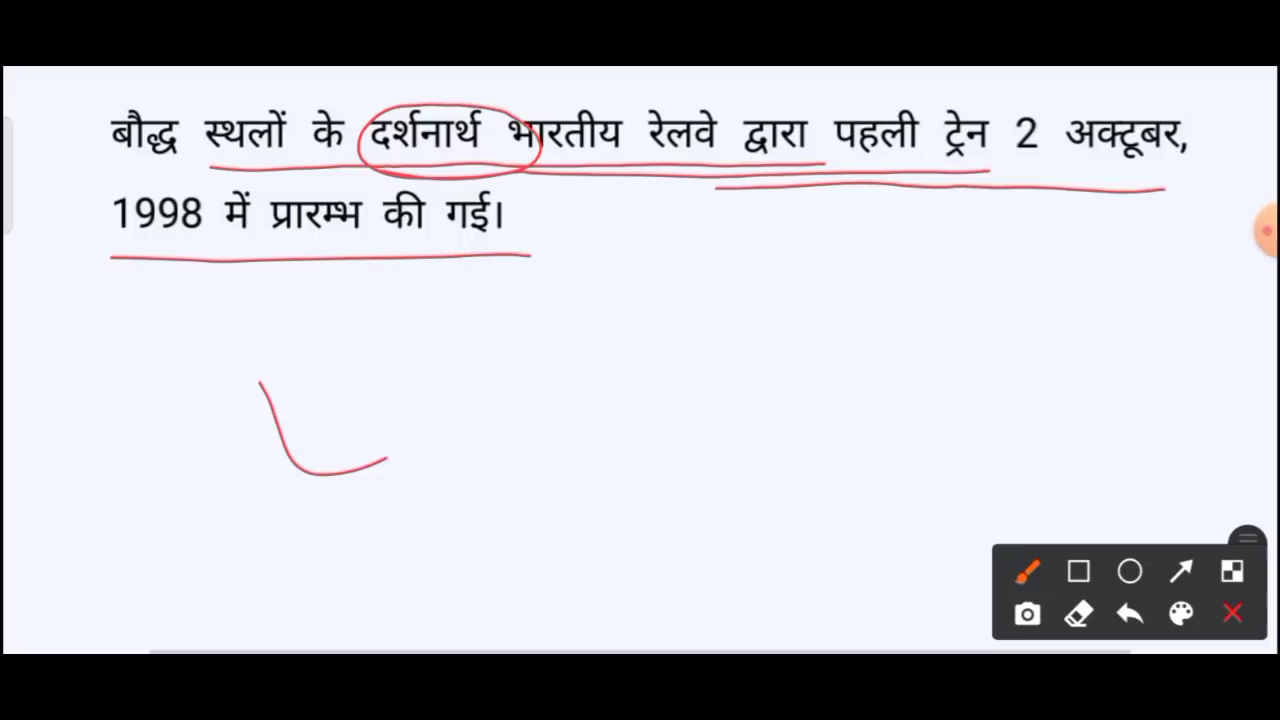 बौद्ध स्थलों के दर्शनार्थ भारतीय रेलवे द्वारा पहली ट्रेन 2 अक्टूबर,
1998 में प्रारम्भ की गई।